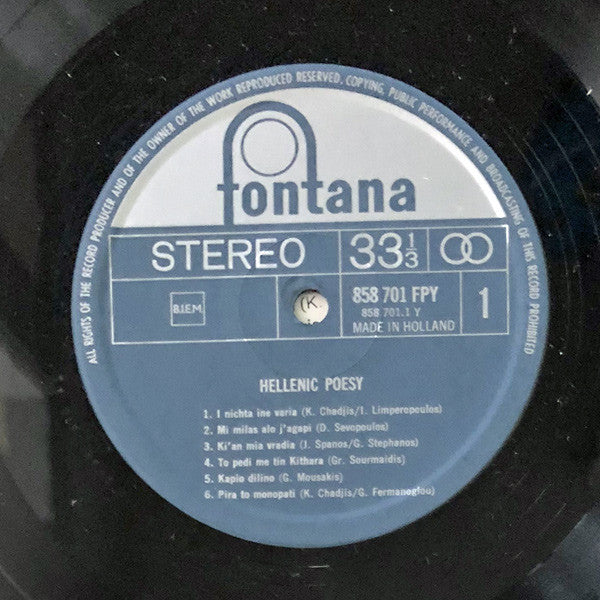 ALL RIGHTS OF THE RECORD PRODUCER AND OF THE OWNER OF THE WORK REPRODUCED RESERVED. COPYING, PUBLIC PERFORMANCE AND BROADCASTING OF THIS RECORD PROHIBITED
fontana
STEREO 33 1/3
B.I.E.M. 858 701 FPY 1
858 701.1 Y
MADE IN HOLLAND
(K.
HELLENIC POESY
1. I nichta ine varia (K. Chadjis/I. Limperopoulos)
2. Mi milas alo j'agapi (D. Sevopoulos)
3. Ki'an mia vradia (J. Spanos/G. Stephanos)
4. To pedi me tin Kithara (Gr. Sourmaidis)
5. Kapio dilino (G. Mousakis)
6. Pira to monopati (K. Chadjis/G. Fermanoglou)